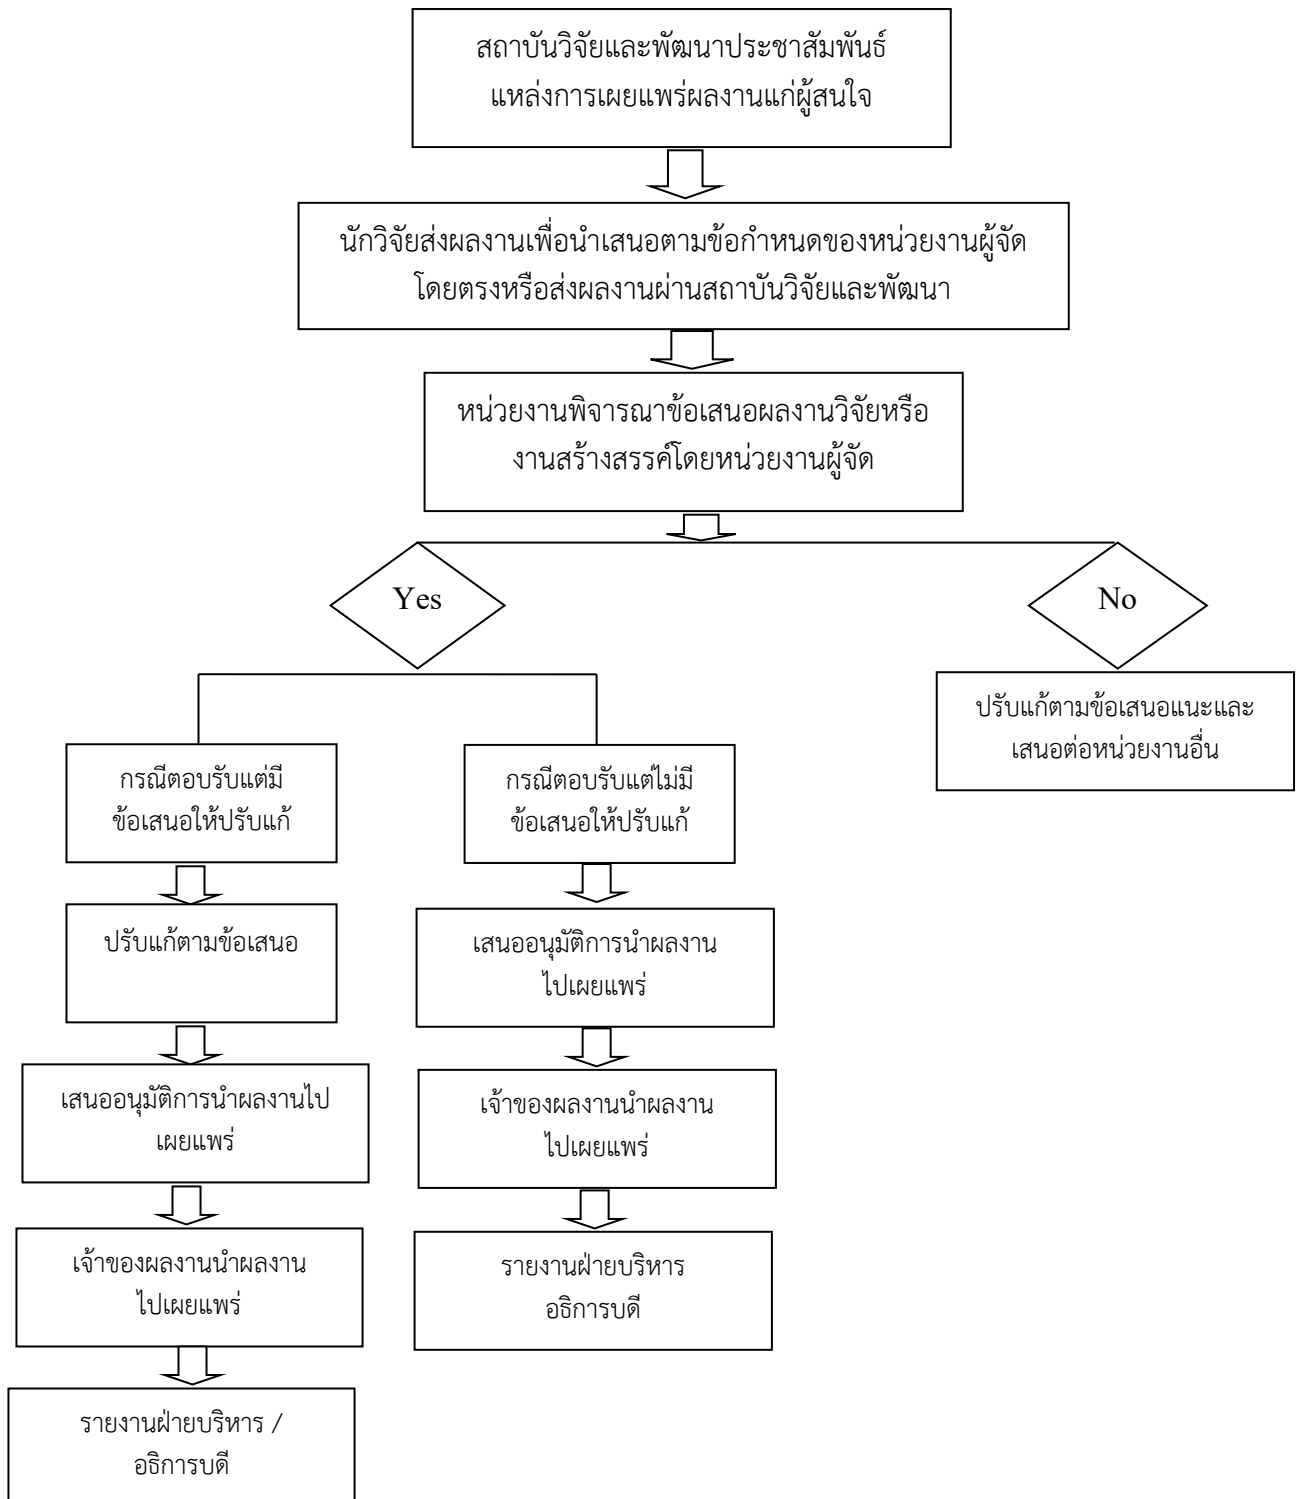 สถาบันวิจัยและพัฒนาประชาสัมพันธ์
แหล่งการเผยแพร่ผลงานแก่ผู้สนใจ
นักวิจัยส่งผลงานเพื่อนำเสนอตามข้อกำหนดของหน่วยงานผู้จัด
โดยตรงหรือส่งผลงานผ่านสถาบันวิจัยและพัฒนา
หน่วยงานพิจารณาข้อเสนอผลงานวิจัยหรือ
งานสร้างสรรค์โดยหน่วยงานผู้จัด
Yes
No
ปรับแก้ตามข้อเสนอแนะและ
เสนอต่อหน่วยงานอื่น
กรณีตอบรับแต่มี
ข้อเสนอให้ปรับแก้
ปรับแก้ตามข้อเสนอ
เสนออนุมัติการนำผลงานไป
เผยแพร่
เจ้าของผลงานนำผลงาน
ไปเผยแพร่
รายงานฝ่ายบริหาร /
อธิการบดี
กรณีตอบรับแต่ไม่มี
ข้อเสนอให้ปรับแก้
เสนออนุมัติการนำผลงาน
ไปเผยแพร่
เจ้าของผลงานนำผลงาน
ไปเผยแพร่
รายงานฝ่ายบริหาร
อธิการบดี